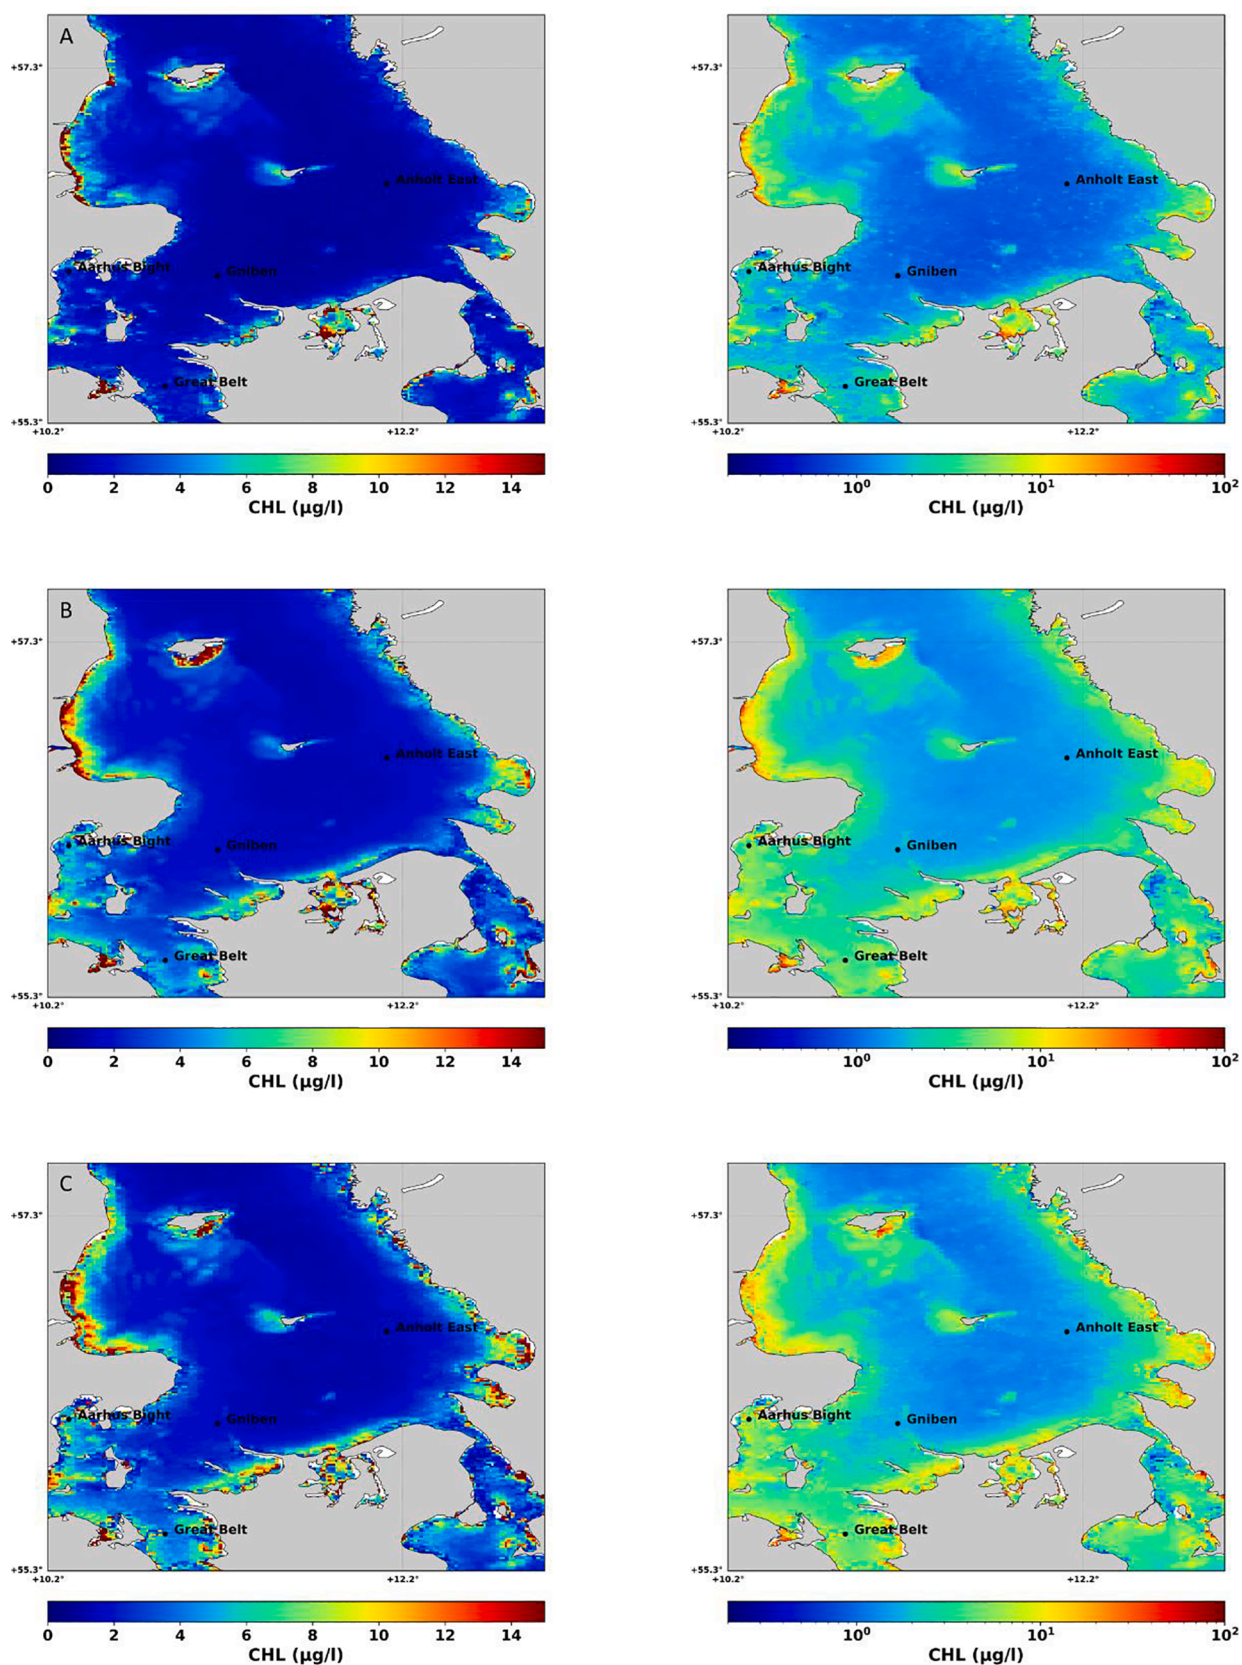 A
+57.3°
Anholt East
Aarhus Bight
Gniben
Great Belt
+55.3°
+10.2° +12.2°
0 2 4 6 8 10 12 14
CHL (µg/l)
+57.3°
Anholt East
Aarhus Bight
Gniben
Great Belt
+55.3°
+10.2° +12.2°
10⁰ 10¹ 10²
CHL (µg/l)
B
+57.3°
Anholt East
Aarhus Bight
Gniben
Great Belt
+55.3°
+10.2° +12.2°
0 2 4 6 8 10 12 14
CHL (µg/l)
+57.3°
Anholt East
Aarhus Bight
Gniben
Great Belt
+55.3°
+10.2° +12.2°
10⁰ 10¹ 10²
CHL (µg/l)
C
+57.3°
Anholt East
Aarhus Bight
Gniben
Great Belt
+55.3°
+10.2° +12.2°
0 2 4 6 8 10 12 14
CHL (µg/l)
+57.3°
Anholt East
Aarhus Bight
Gniben
Great Belt
+55.3°
+10.2° +12.2°
10⁰ 10¹ 10²
CHL (µg/l)